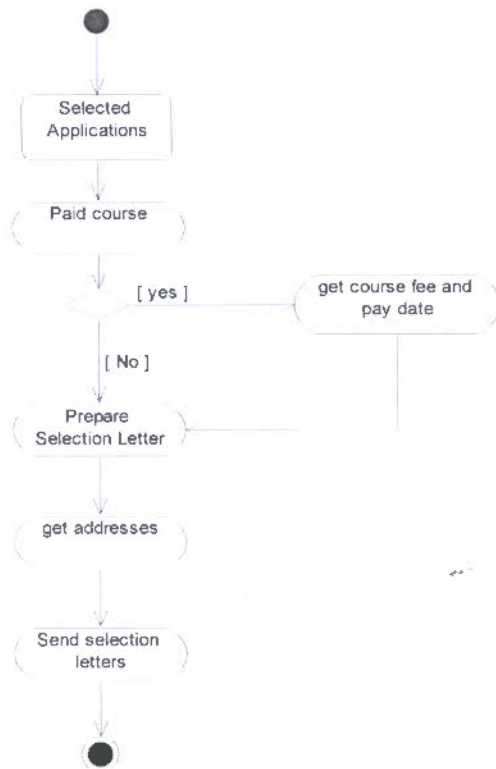 Selected
Applications
Paid course
[ yes ]
get course fee and
pay date
[ No ]
Prepare
Selection Letter
get addresses
Send selection
letters